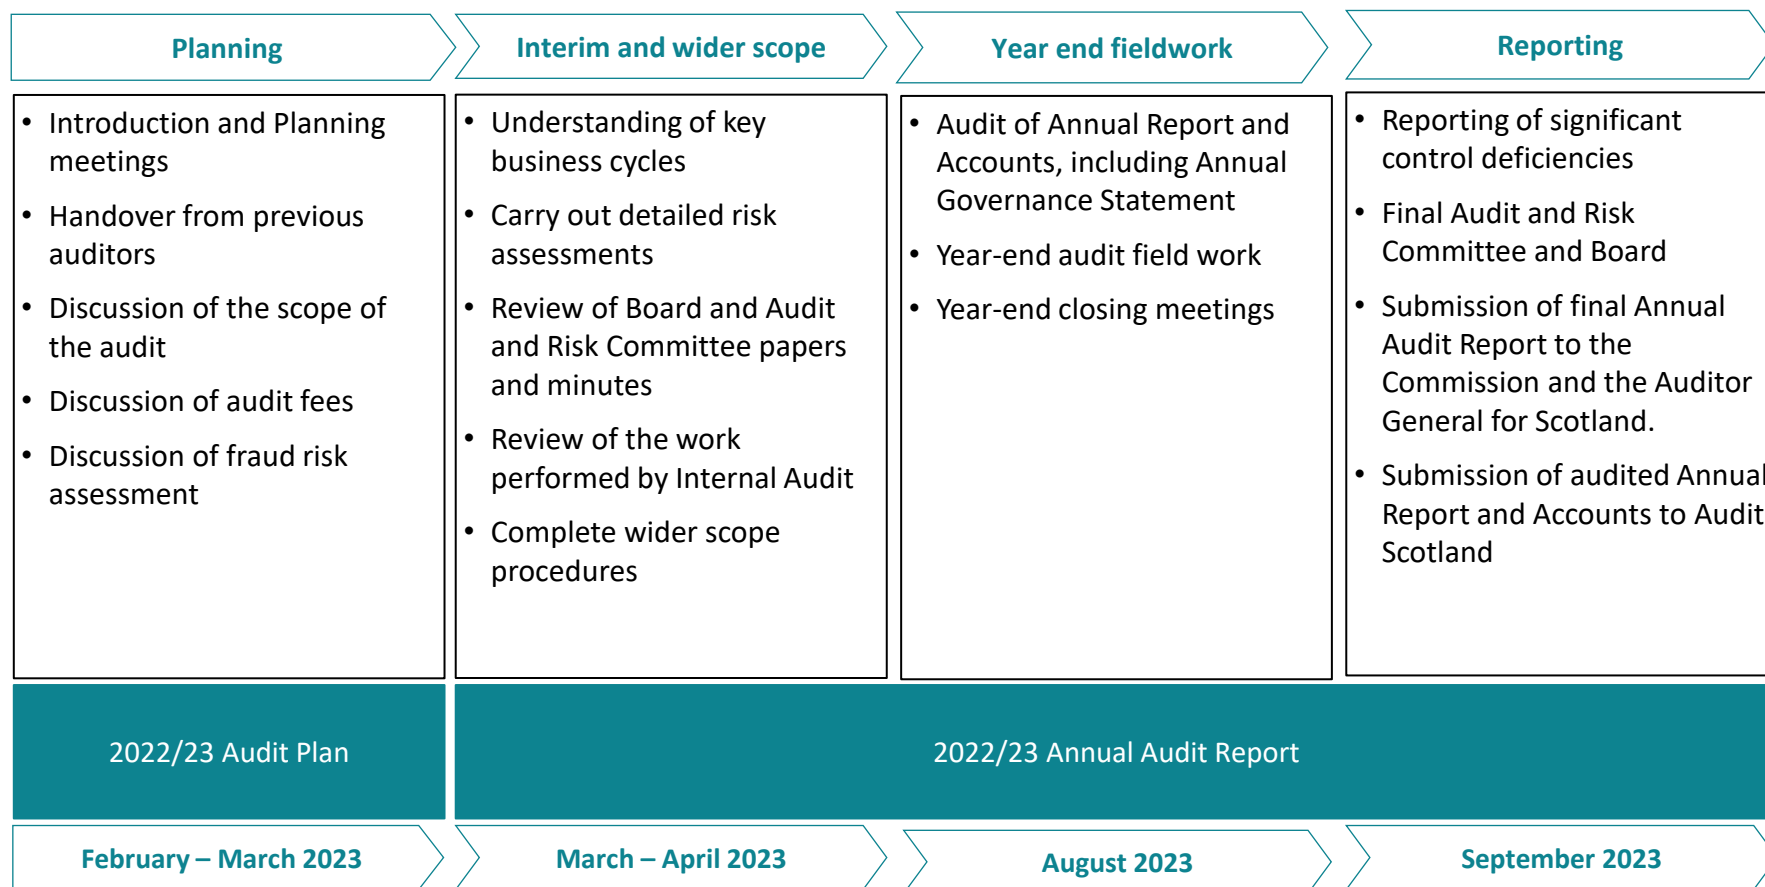 Planning
Interim and wider scope
Year end fieldwork
Reporting
• Introduction and Planning
meetings
• Handover from previous
auditors
• Discussion of the scope of
the audit
• Discussion of audit fees
• Discussion of fraud risk
assessment
• Understanding of key
business cycles
• Carry out detailed risk
assessments
• Review of Board and Audit
and Risk Committee papers
and minutes
• Review of the work
performed by Internal Audit
• Complete wider scope
procedures
• Audit of Annual Report and
Accounts, including Annual
Governance Statement
• Year-end audit field work
• Year-end closing meetings
• Reporting of significant
control deficiencies
• Final Audit and Risk
Committee and Board
• Submission of final Annual
Audit Report to the
Commission and the Auditor
General for Scotland.
• Submission of audited Annual
Report and Accounts to Audit
Scotland
2022/23 Audit Plan
2022/23 Annual Audit Report
February – March 2023
March – April 2023
August 2023
September 2023